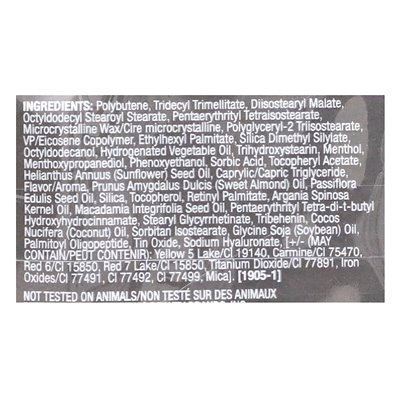 INGREDIENTS: Polybutene, Tridecyl Trimellitate, Diisostearyl Malate,
Octyldodecyl Stearoyl Stearate, Pentaerythrityl Tetraisostearate,
Microcrystalline Wax/Cire microcrystalline, Polyglyceryl-2 Triisostearate,
VP/Eicosene Copolymer, Ethylhexyl Palmitate, Silica Dimethyl Silylate,
Octyldodecanol, Hydrogenated Vegetable Oil, Trihydroxystearin, Menthol,
Menthoxypropanediol, Phenoxyethanol, Sorbic Acid, Tocopheryl Acetate,
Helianthus Annuus (Sunflower) Seed Oil, Caprylic/Capric Triglyceride,
Flavor/Aroma, Prunus Amygdalus Dulcis (Sweet Almond) Oil, Passiflora
Edulis Seed Oil, Silica, Tocopherol, Retinyl Palmitate, Argania Spinosa
Kernel Oil, Macadamia Integrifolia Seed Oil, Pentaerythrityl Tetra-di-t-butyl
Hydroxyhydrocinnamate, Stearyl Glycyrrhetinate, Tribehenin, Cocos
Nucifera (Coconut) Oil, Sorbitan Isostearate, Glycine Soja (Soybean) Oil,
Palmitoyl Oligopeptide, Tin Oxide, Sodium Hyaluronate, [+/- (MAY
CONTAIN/PEUT CONTENIR): Yellow 5 Lake/CI 19140, Carmine/CI 75470,
Red 6/CI 15850, Red 7 Lake/CI 15850, Titanium Dioxide/CI 77891, Iron
Oxides/CI 77491, CI 77492, CI 77499, Mica]. [1905-1]
NOT TESTED ON ANIMALS/NON TESTÉ SUR DES ANIMAUX